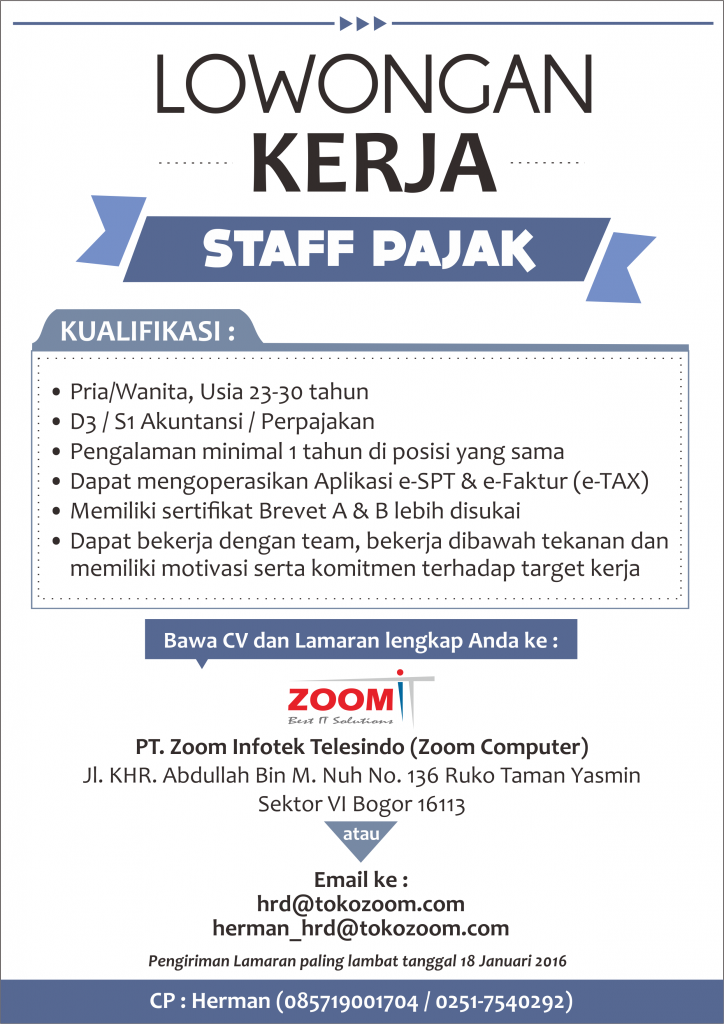 LOWONGAN
KERJA
STAFF PAJAK
KUALIFIKASI :
• Pria/Wanita, Usia 23-30 tahun
• D3 / S1 Akuntansi / Perpajakan
• Pengalaman minimal 1 tahun di posisi yang sama
• Dapat mengoperasikan Aplikasi e-SPT & e-Faktur (e-TAX)
• Memiliki sertifikat Brevet A & B lebih disukai
• Dapat bekerja dengan team, bekerja dibawah tekanan dan
memiliki motivasi serta komitmen terhadap target kerja
Bawa CV dan Lamaran lengkap Anda ke :
ZOOM iT
Best IT Solutions
PT. Zoom Infotek Telesindo (Zoom Computer)
Jl. KHR. Abdullah Bin M. Nuh No. 136 Ruko Taman Yasmin
Sektor VI Bogor 16113
atau
Email ke :
hrd@tokozoom.com
herman_hrd@tokozoom.com
Pengiriman Lamaran paling lambat tanggal 18 Januari 2016
CP : Herman (085719001704 / 0251-7540292)